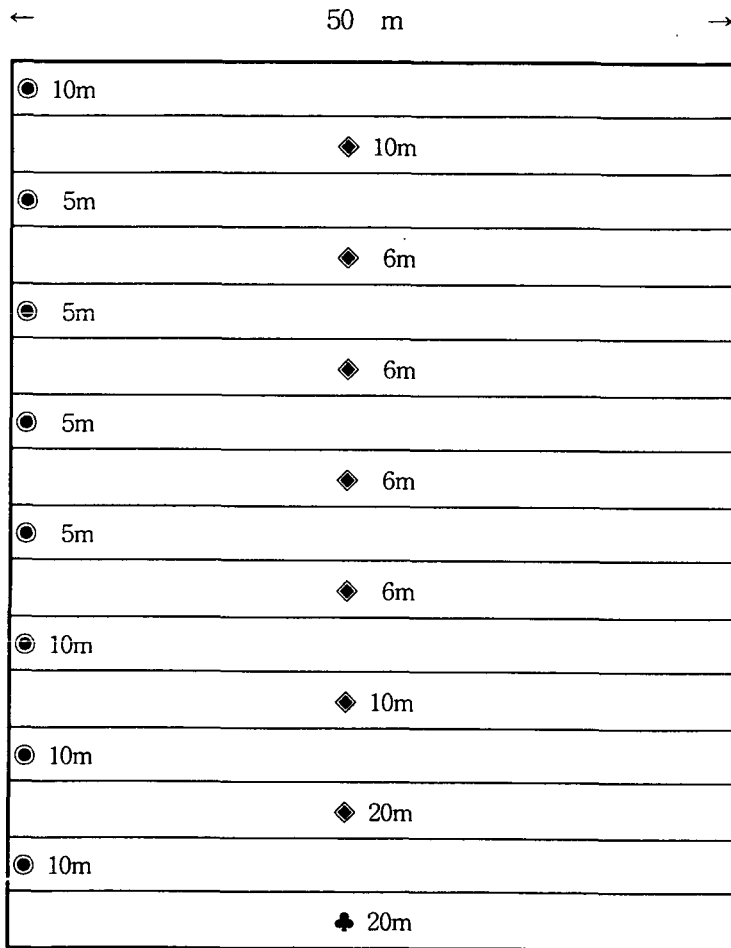 ← 50 m →
◉ 10m
◈ 10m
◉ 5m
◈ 6m
◉ 5m
◈ 6m
◉ 5m
◈ 6m
◉ 5m
◈ 6m
◉ 10m
◈ 10m
◉ 10m
◈ 20m
◉ 10m
♣ 20m